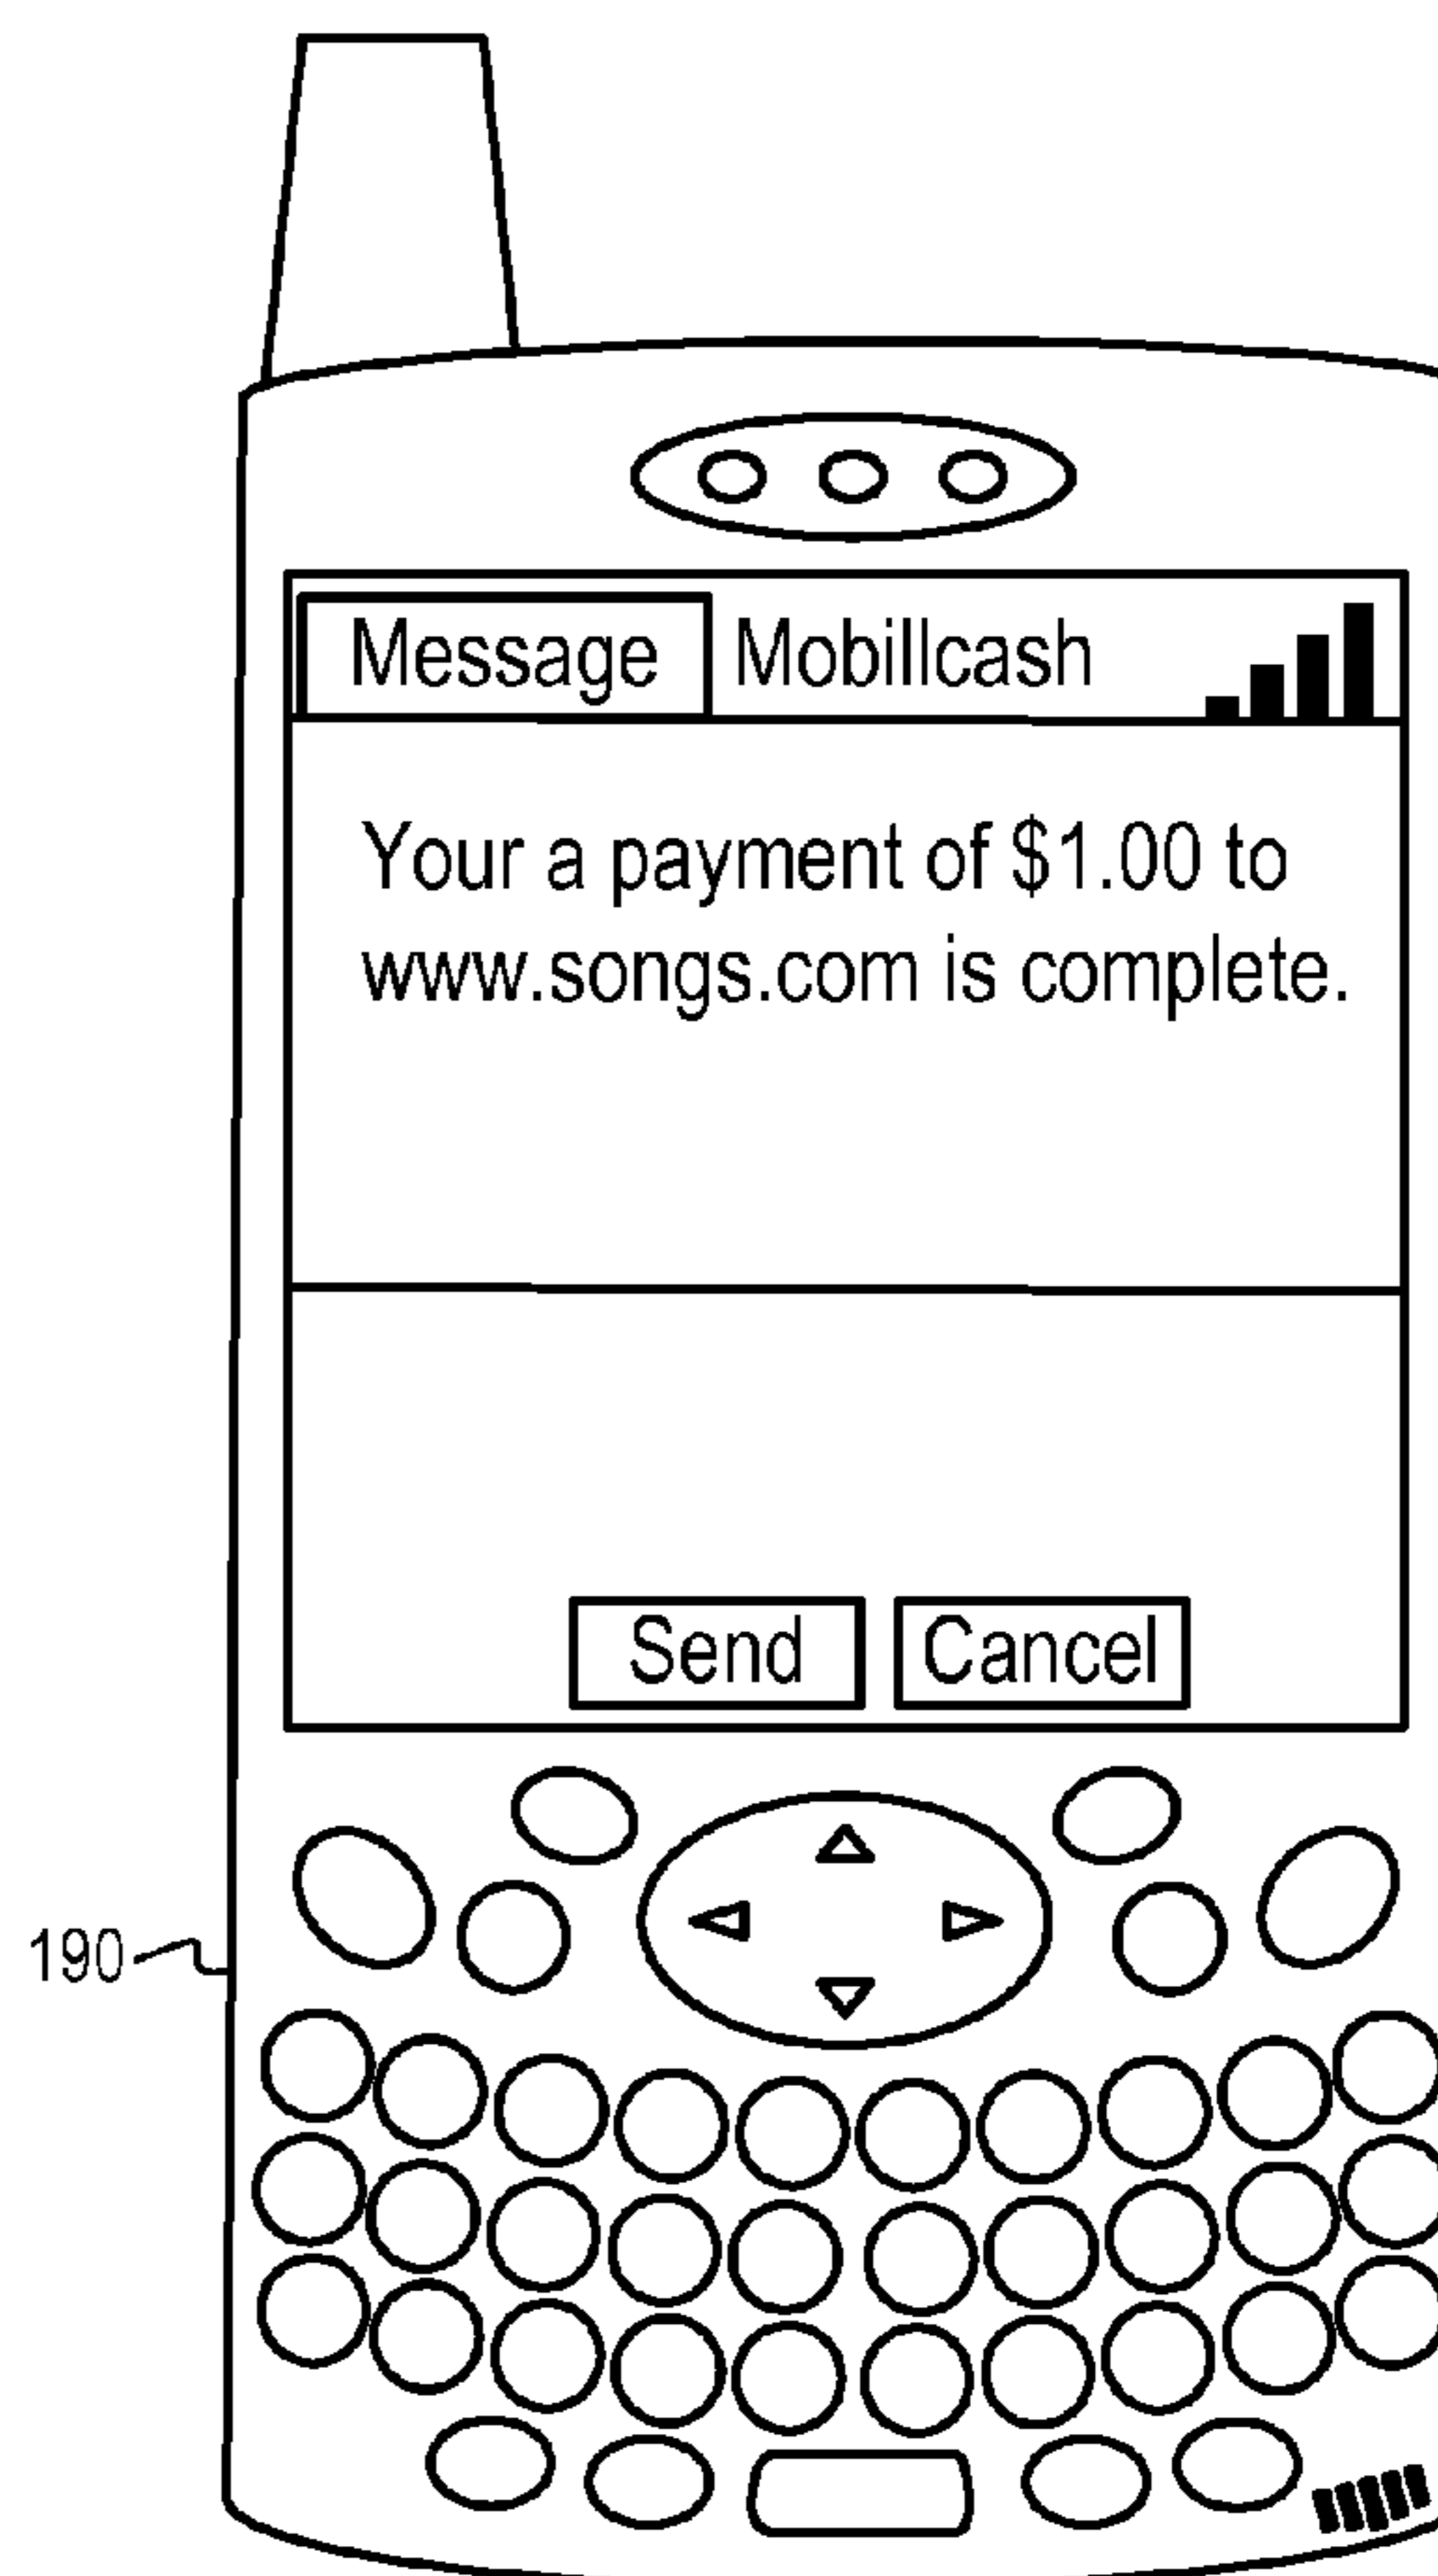 Message Mobillcash
Your a payment of $1.00 to
www.songs.com is complete.
Send Cancel
190